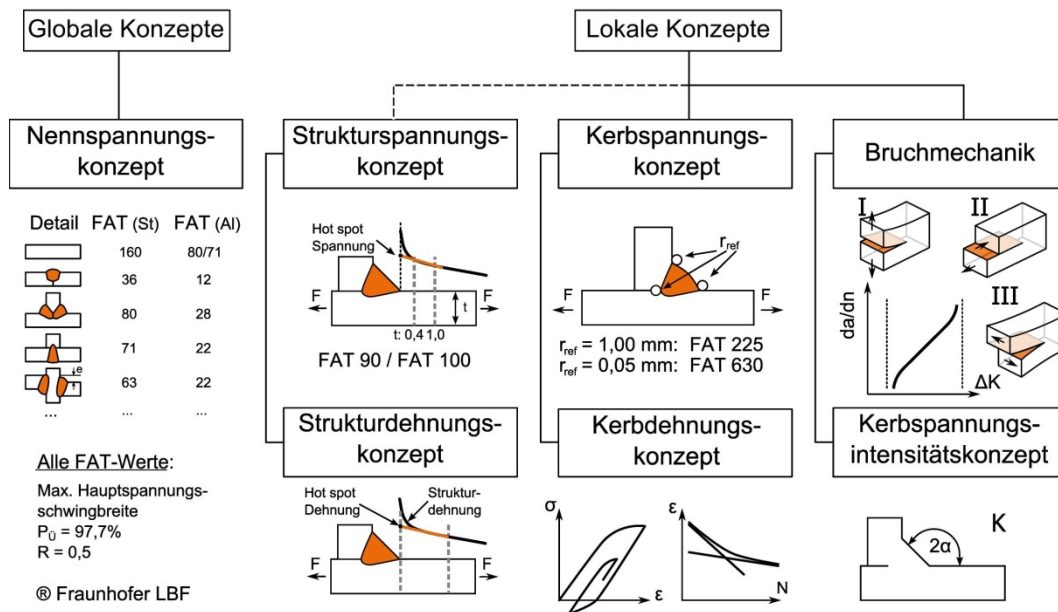 Globale Konzepte
Lokale Konzepte
Nennspannungs-
konzept
Strukturspannungs-
konzept
Kerbspannungs-
konzept
Bruchmechanik
Detail FAT (St) FAT (Al)
160 80/71
36 12
80 28
71 22
e
63 22
... ... ...
Alle FAT-Werte:
Max. Hauptspannungs-
schwingbreite
PÜ = 97,7%
R = 0,5
® Fraunhofer LBF
Hot spot
Spannung
F F
t
t: 0,4 1,0
FAT 90 / FAT 100
Strukturdehnungs-
konzept
Hot spot
Dehnung
Struktur-
dehnung
F F
rref
F F
rref = 1,00 mm: FAT 225
rref = 0,05 mm: FAT 630
Kerbdehnungs-
konzept
σ ε
ε N
I II
III
da/dn
ΔK
Kerbspannungs-
intensitätskonzept
K
2α